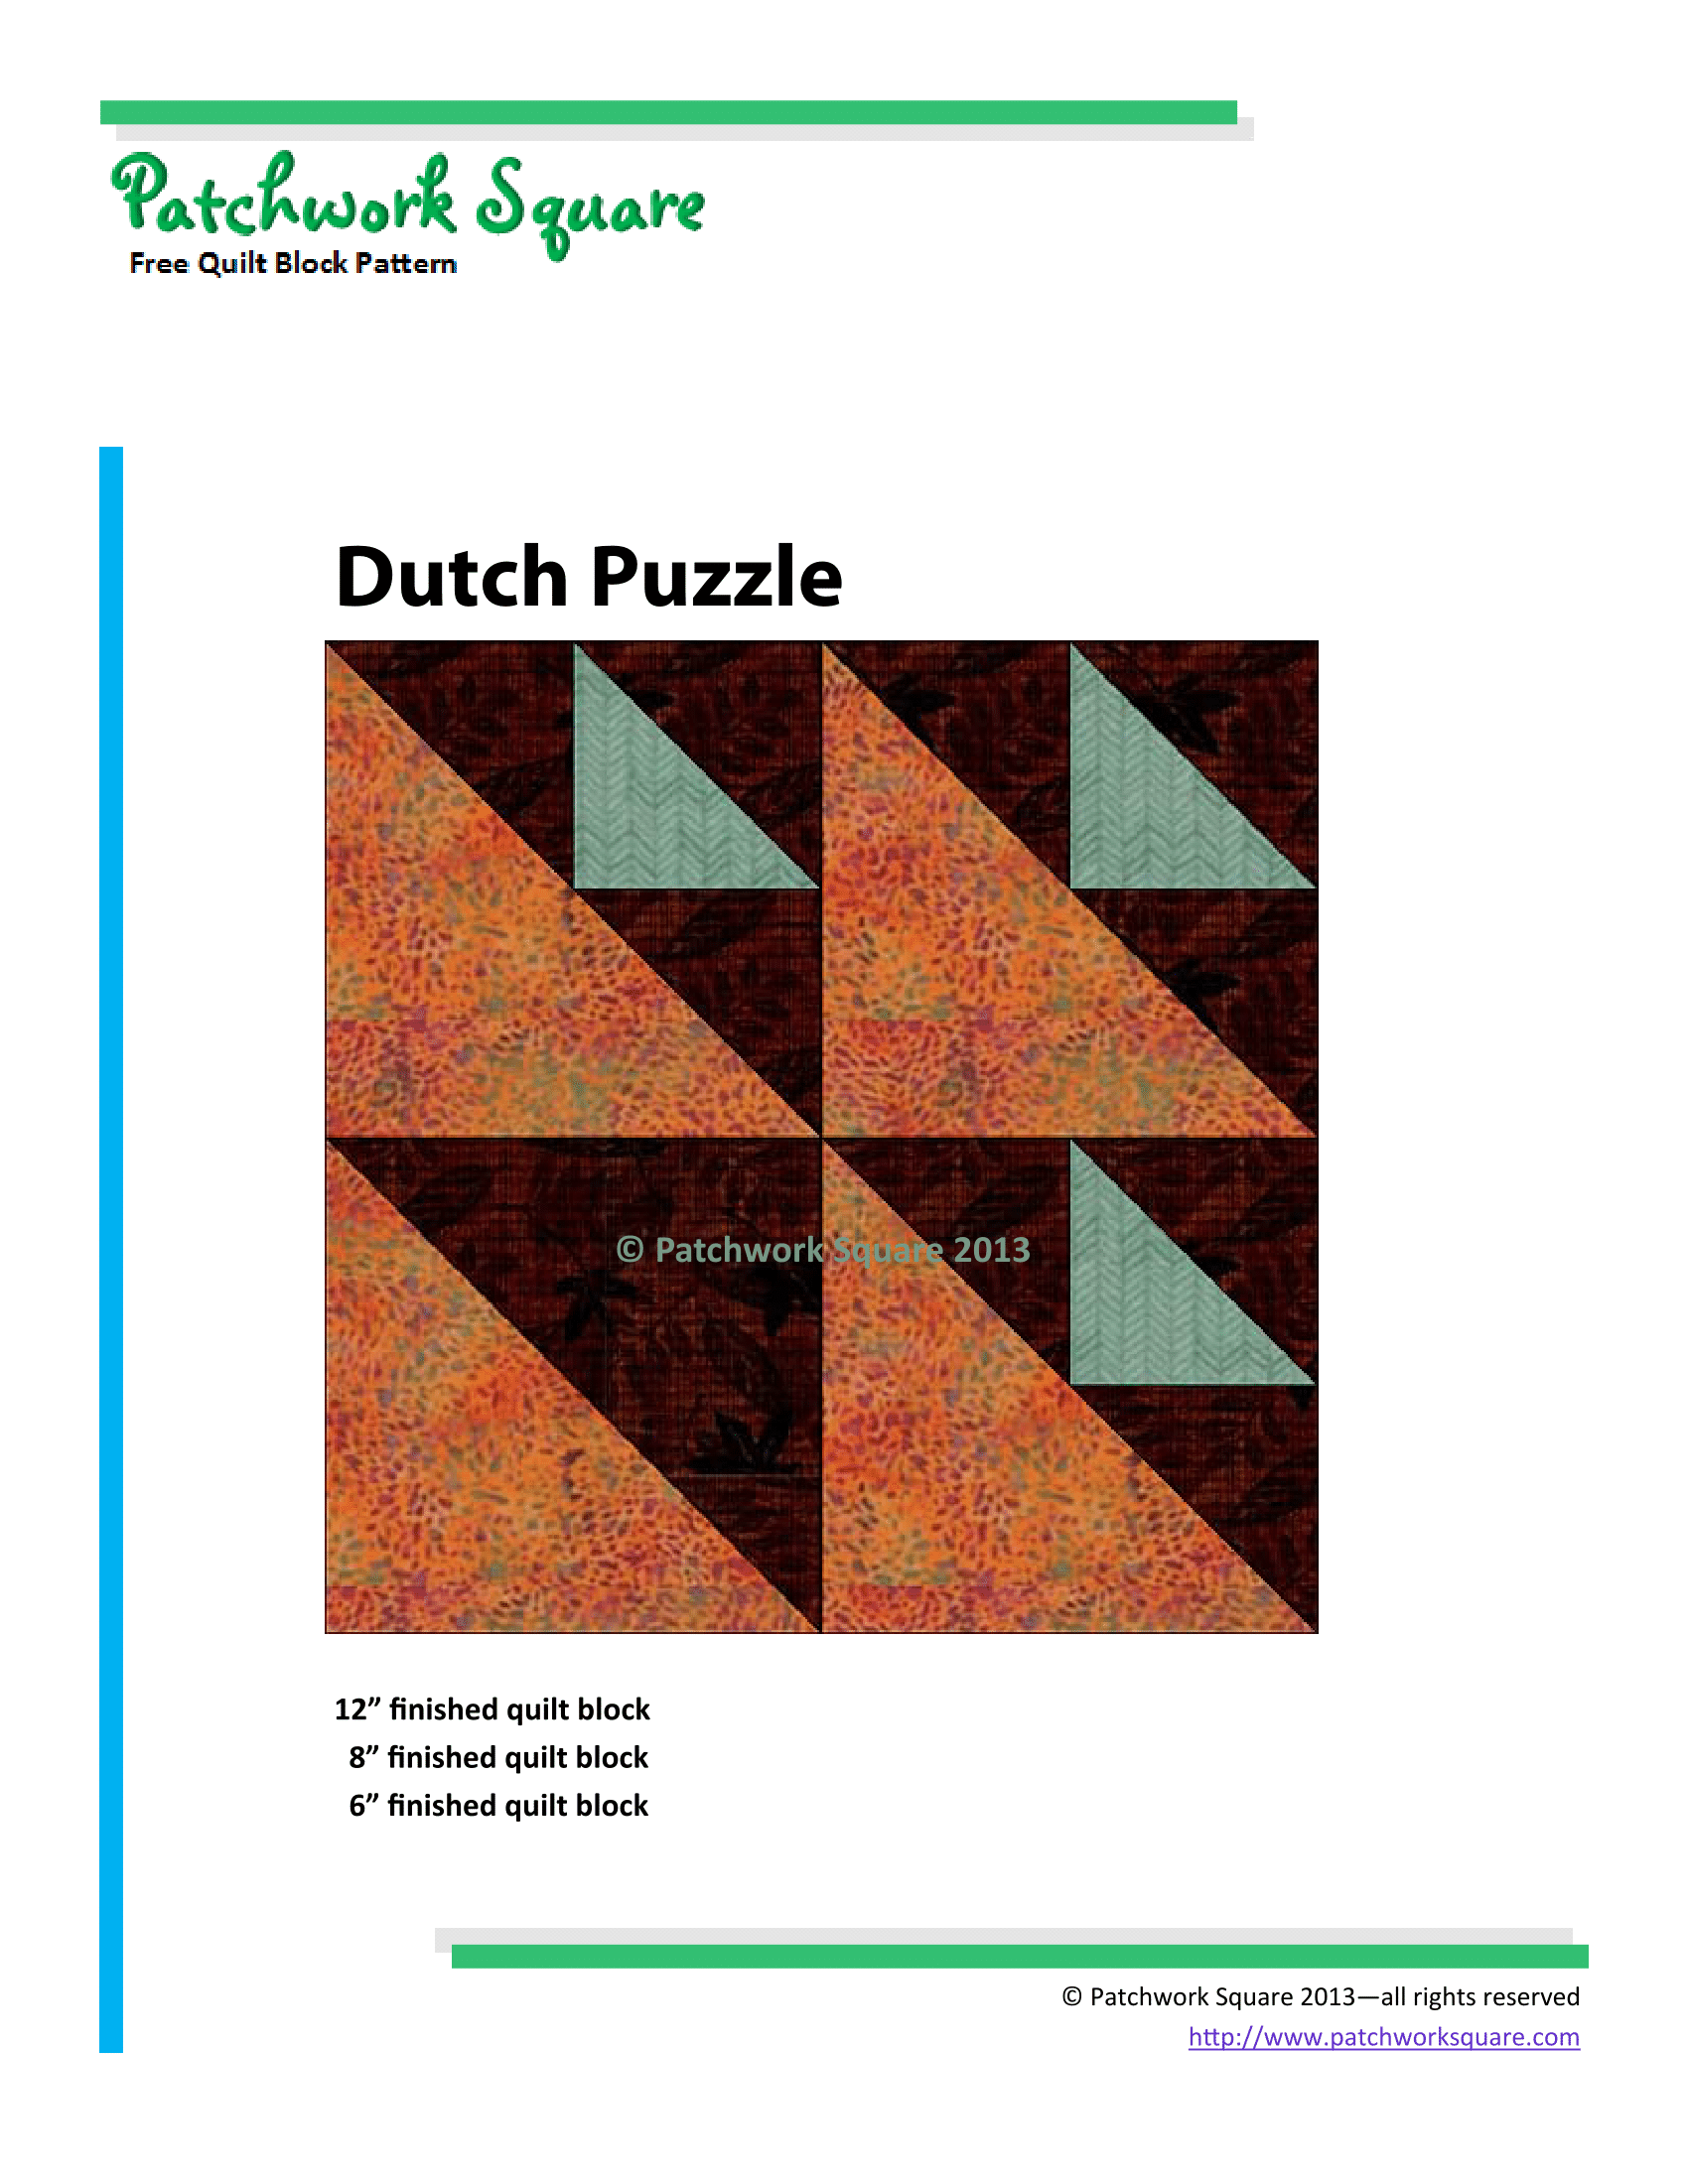 Patchwork Square
Free Quilt Block Pattern
Dutch Puzzle
© Patchwork Square 2013
12” finished quilt block
8” finished quilt block
6” finished quilt block
© Patchwork Square 2013—all rights reserved
http://www.patchworksquare.com